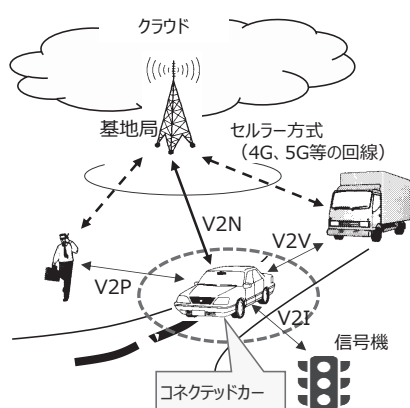 クラウド
基地局
セルラー方式
（4G、5G等の回線）
V2N
V2V
V2P
V2I
信号機
コネクテッドカー